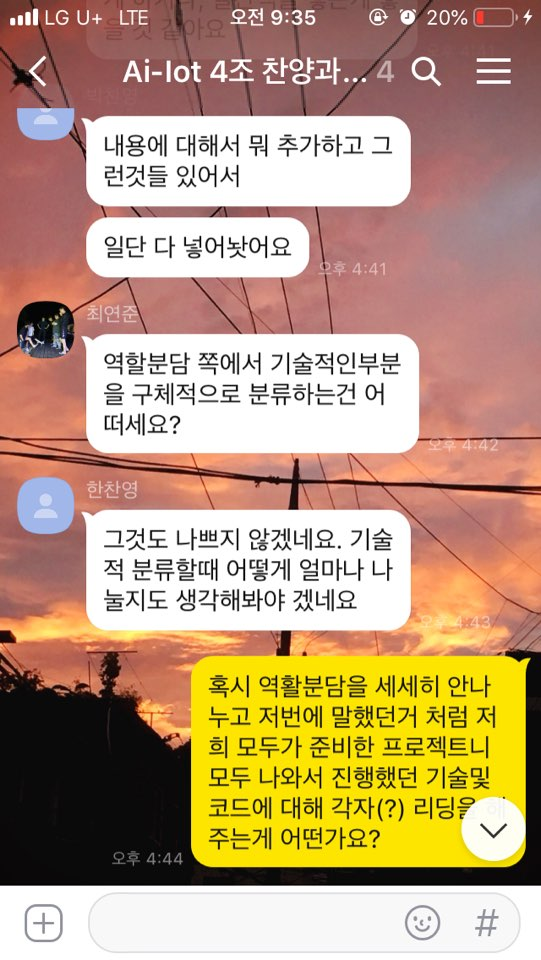 LG U+ LTE 오전 9:35 20%
Ai-Iot 4조 찬양과... 4
내용에 대해서 뭐 추가하고 그
런것들 있어서
일단 다 넣어놧어요
오후 4:41
최연준
역할분담 쪽에서 기술적인부분
을 구체적으로 분류하는건 어
떠세요?
오후 4:42
한찬영
그것도 나쁘지 않겠네요. 기술
적 분류할때 어떻게 얼마나 나
눌지도 생각해봐야 겠네요
오후 4:43
혹시 역활분담을 세세히 안나
누고 저번에 말했던거 처럼 저
희 모두가 준비한 프로젝트니
모두 나와서 진행했던 기술및
코드에 대해 각자(?) 리딩을 해
주는게 어떤가요?
오후 4:44
#